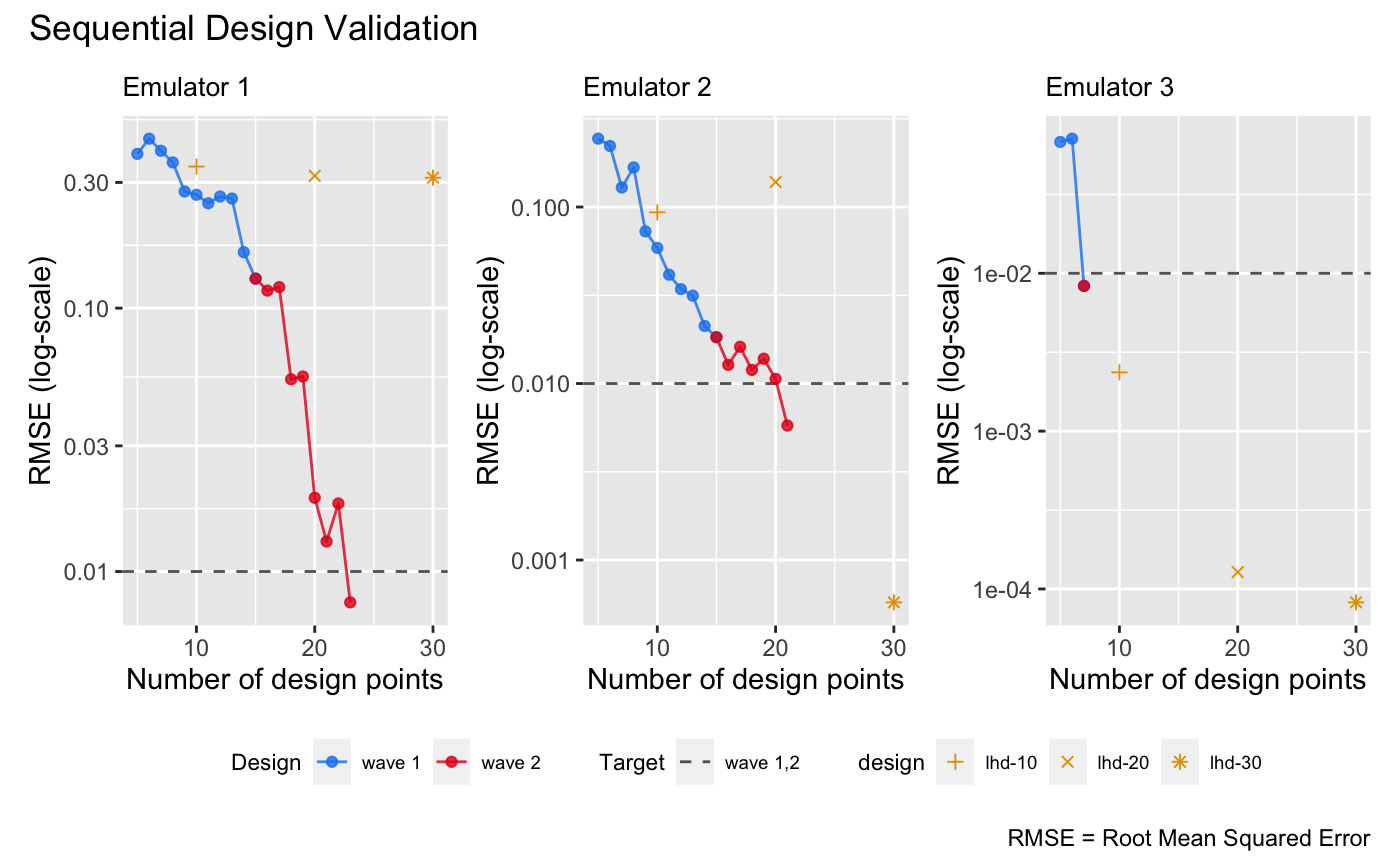 Sequential Design Validation
Emulator 1
RMSE (log-scale)
0.30
0.10
0.03
0.01
10 20 30
Number of design points
Emulator 2
RMSE (log-scale)
0.100
0.010
0.001
10 20 30
Number of design points
Emulator 3
RMSE (log-scale)
1e-02
1e-03
1e-04
10 20 30
Number of design points
Design wave 1 wave 2 Target wave 1,2 design lhd-10 lhd-20 lhd-30
RMSE = Root Mean Squared Error